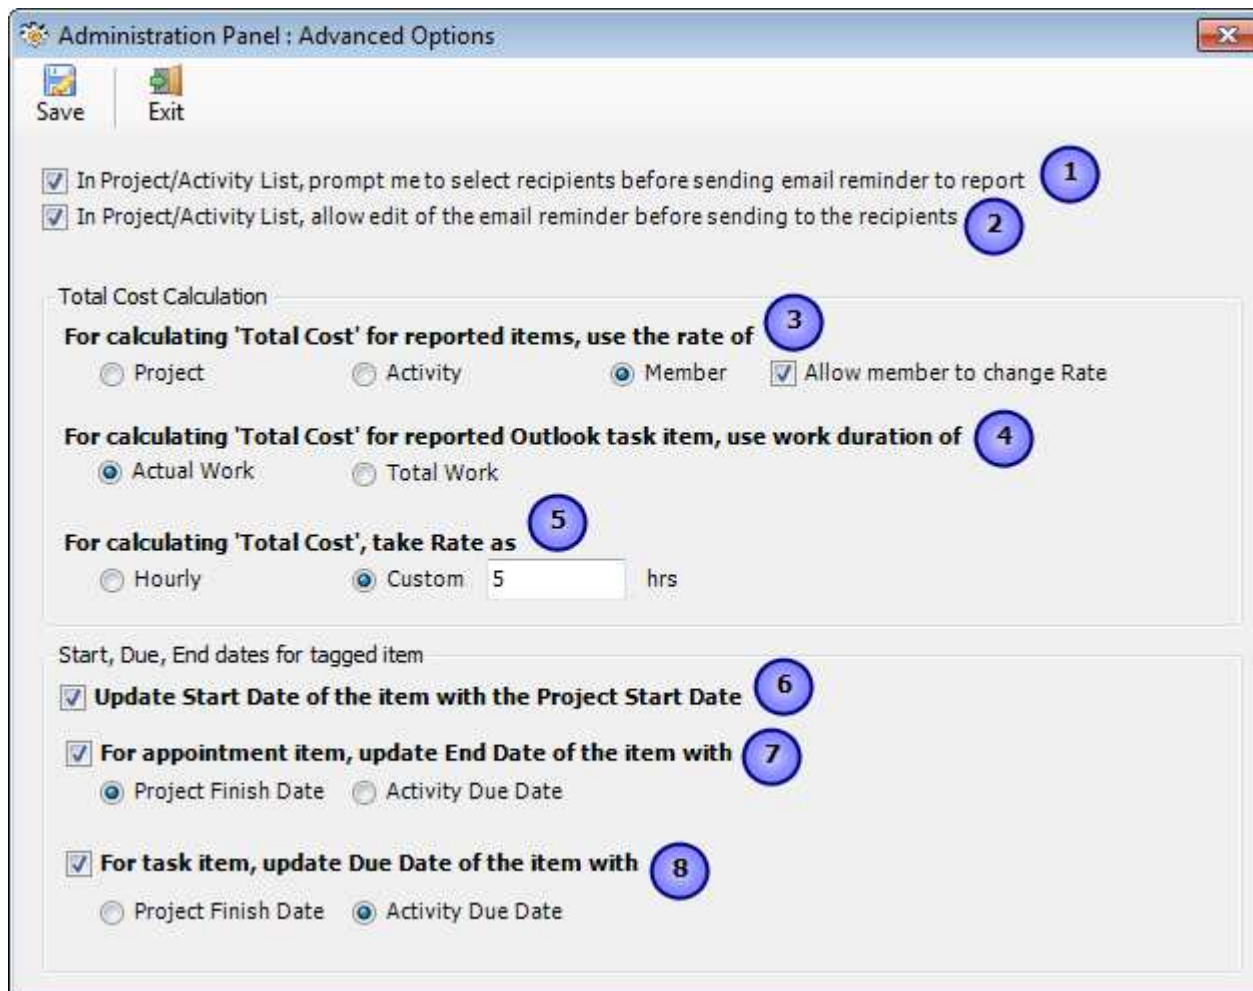 Administration Panel : Advanced Options
Save Exit
In Project/Activity List, prompt me to select recipients before sending email reminder to report 1
In Project/Activity List, allow edit of the email reminder before sending to the recipients 2
Total Cost Calculation
For calculating 'Total Cost' for reported items, use the rate of 3
Project Activity Member Allow member to change Rate
For calculating 'Total Cost' for reported Outlook task item, use work duration of 4
Actual Work Total Work
For calculating 'Total Cost', take Rate as 5
Hourly Custom 5 hrs
Start, Due, End dates for tagged item
Update Start Date of the item with the Project Start Date 6
For appointment item, update End Date of the item with 7
Project Finish Date Activity Due Date
For task item, update Due Date of the item with 8
Project Finish Date Activity Due Date